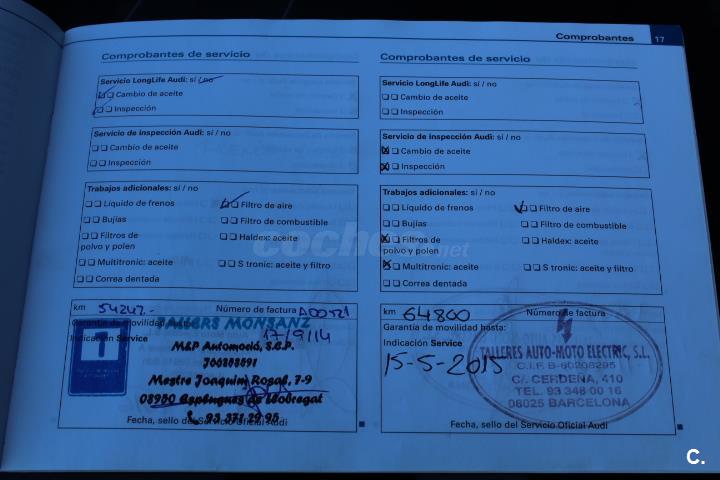 Comprobantes 17
Comprobantes de servicio
Servicio LongLife Audi: sí / no
Cambio de aceite
Inspección
Servicio de inspección Audi: sí / no
Cambio de aceite
Inspección
Trabajos adicionales: sí / no
Líquido de frenos
Filtro de aire
Bujías
Filtro de combustible
Filtros de
polvo y polen
Haldex: aceite
Multitronic: aceite
S tronic: aceite y filtro
Correa dentada
km 54242
Número de factura A00521
Garantía de movilidad hasta:
TALLERS MONSANZ
17/9/14
Indicación Service
M&P Automoció, S.C.P.
Mestre Joaquim Rosal, 7-9
08950 Esplugues de Llobregat
93 371 29 95
Fecha, sello del Servicio Oficial Audi
Comprobantes de servicio
Servicio LongLife Audi: sí / no
Cambio de aceite
Inspección
Servicio de inspección Audi: sí / no
Cambio de aceite
Inspección
Trabajos adicionales: sí / no
Líquido de frenos
Filtro de aire
Bujías
Filtro de combustible
Filtros de
polvo y polen
Haldex: aceite
Multitronic: aceite
S tronic: aceite y filtro
Correa dentada
km 64800
Número de factura
Garantía de movilidad hasta:
Indicación Service
15-5-2015
TALLERES AUTO-MOTO ELECTRIC, S.L.
C.I.F. B-60208295
C/. CERDEÑA, 410
TEL. 93 348 00 16
08025 BARCELONA
Fecha, sello del Servicio Oficial Audi
coches.net
C.